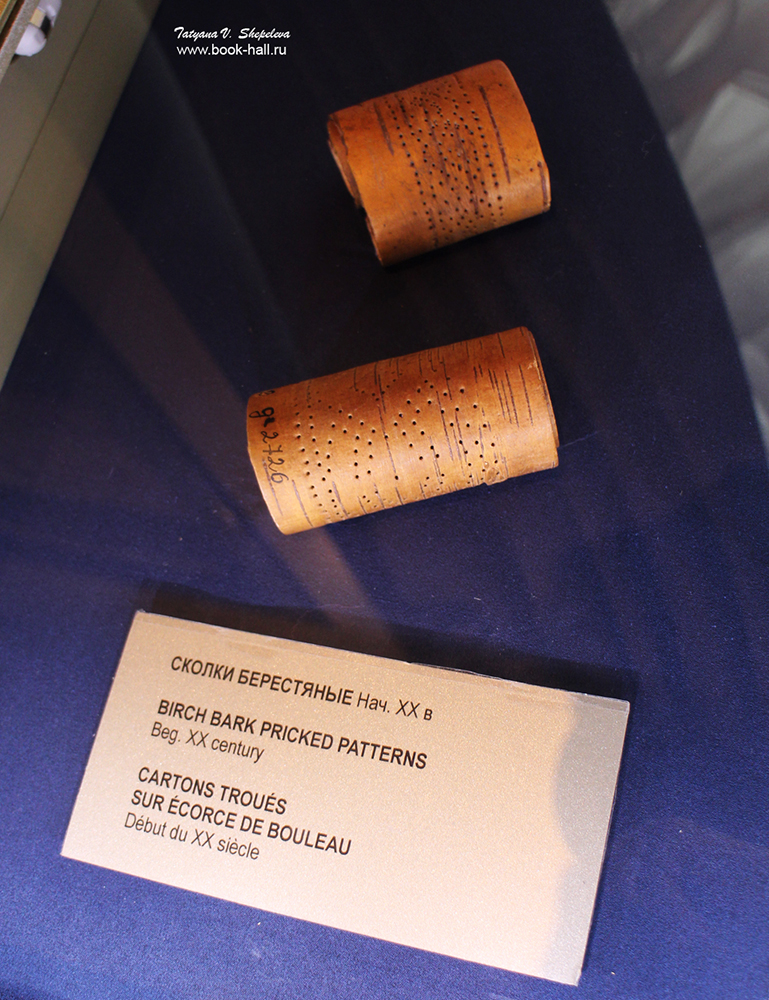 Tatyana V. Shepeleva
www.book-hall.ru
2726
СКОЛКИ БЕРЕСТЯНЫЕ Нач. XX в
BIRCH BARK PRICKED PATTERNS
Beg. XX century
CARTONS TROUÉS
SUR ÉCORCE DE BOULEAU
Début du XX siècle